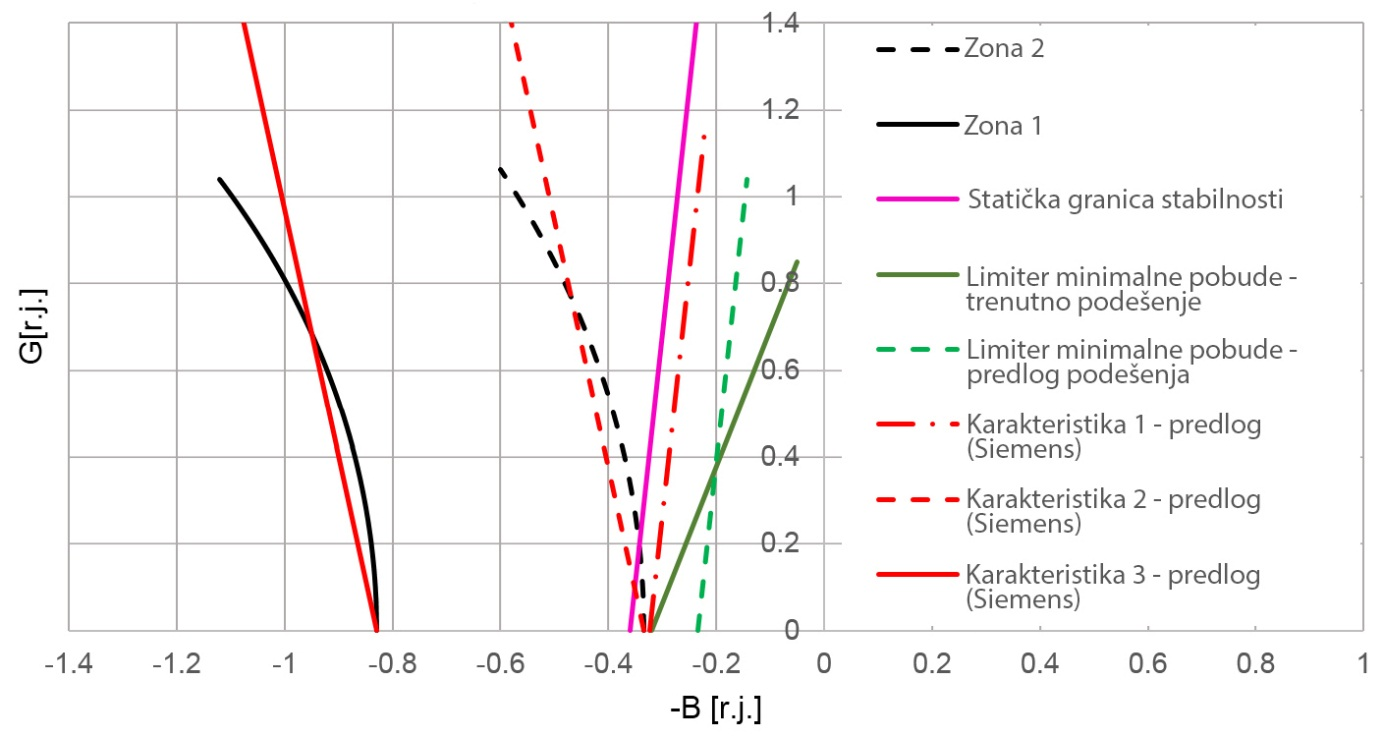 1.4
1.2
1
0.8
0.6
0.4
0.2
0
G[r.j.]
Zona 2
Zona 1
Statička granica stabilnosti
Limiter minimalne pobude -
trenutno podešenje
Limiter minimalne pobude -
predlog podešenja
Karakteristika 1 - predlog
(Siemens)
Karakteristika 2 - predlog
(Siemens)
Karakteristika 3 - predlog
(Siemens)
-1.4 -1.2 -1 -0.8 -0.6 -0.4 -0.2 0 0.2 0.4 0.6 0.8 1
-B [r.j.]